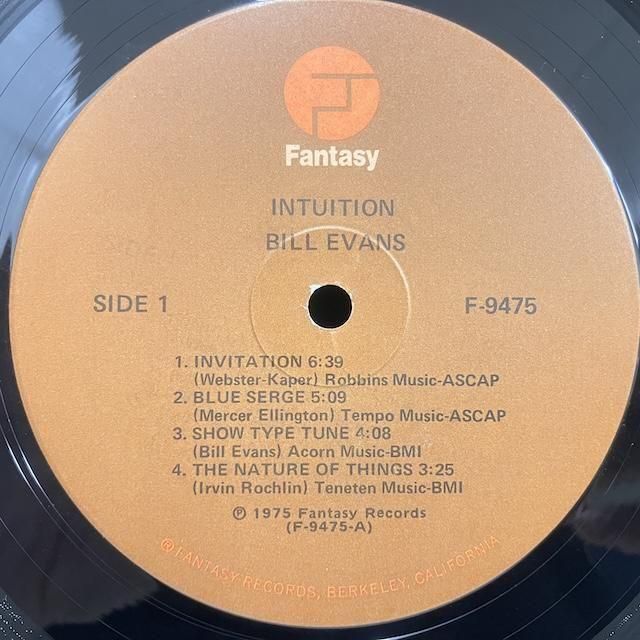 Fantasy
INTUITION
BILL EVANS
SIDE 1
F-9475
1. INVITATION 6:39
(Webster-Kaper) Robbins Music-ASCAP
2. BLUE SERGE 5:09
(Mercer Ellington) Tempo Music-ASCAP
3. SHOW TYPE TUNE 4:08
(Bill Evans) Acorn Music-BMI
4. THE NATURE OF THINGS 3:25
(Irvin Rochlin) Teneten Music-BMI
℗ 1975 Fantasy Records
(F-9475-A)
® FANTASY RECORDS, BERKELEY, CALIFORNIA